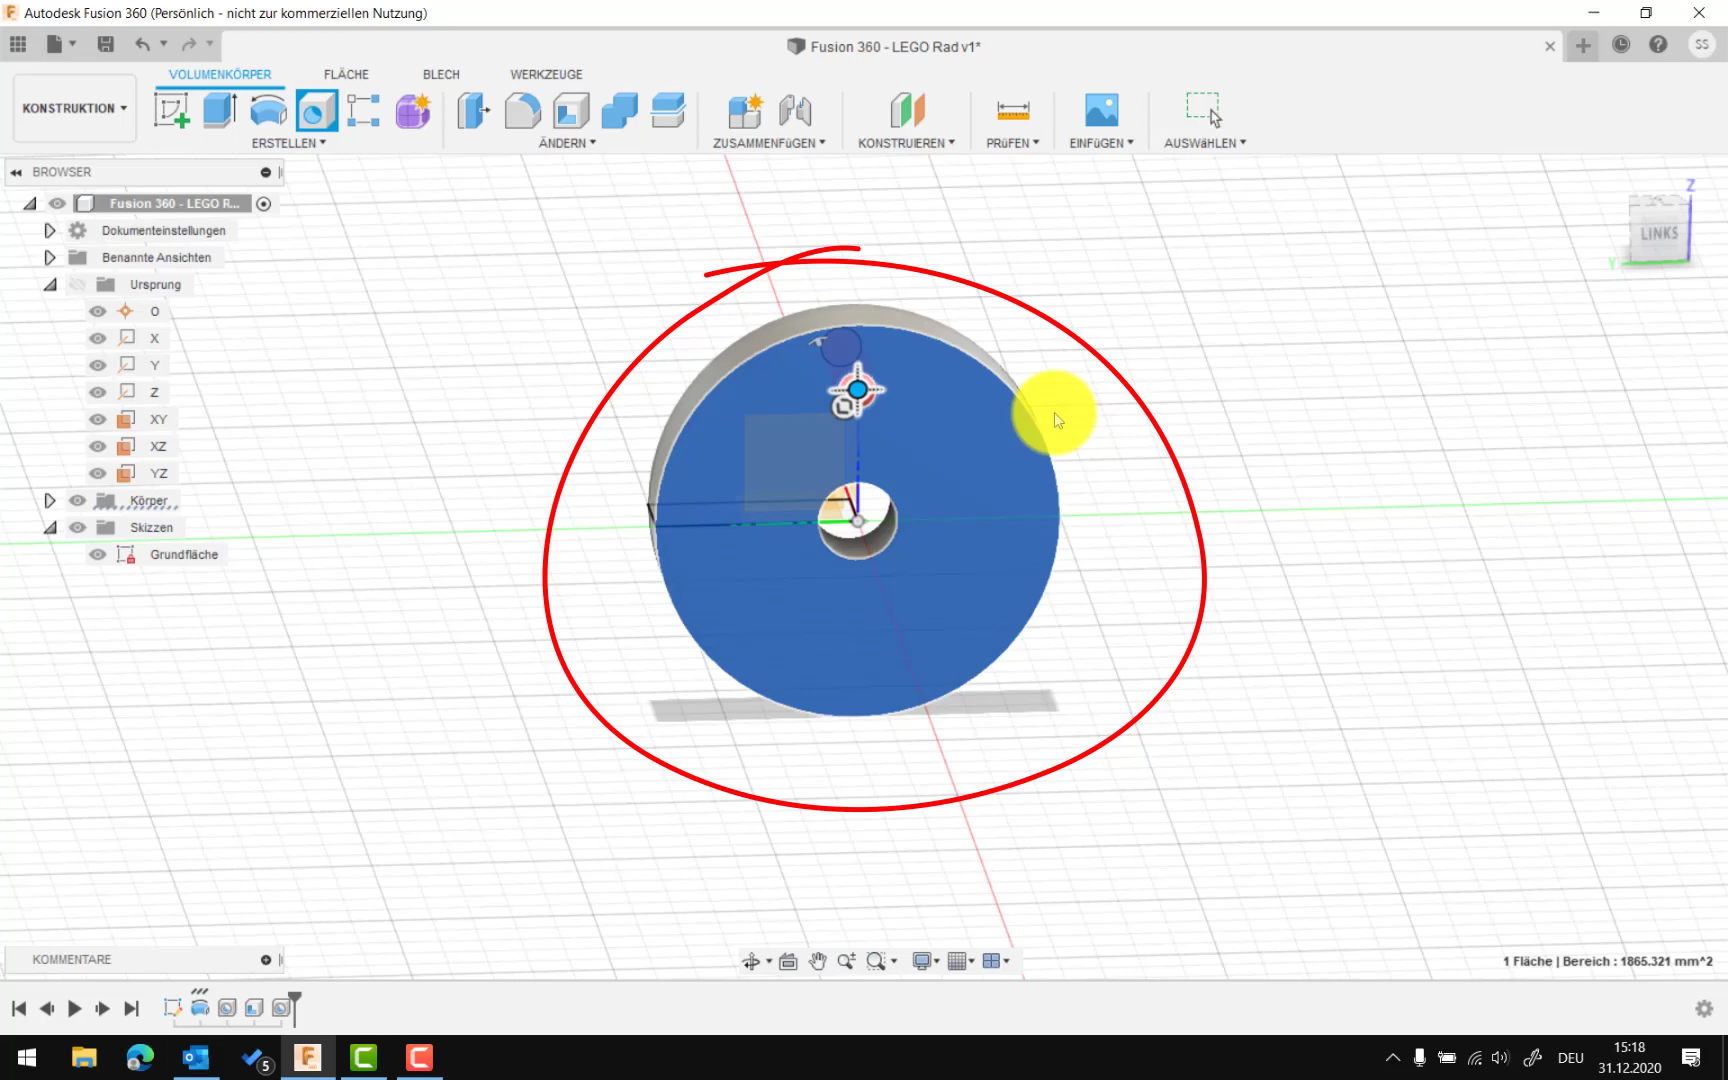 Autodesk Fusion 360 (Persönlich - nicht zur kommerziellen Nutzung)
Fusion 360 - LEGO Rad v1*
SS
VOLUMENKÖRPER FLÄCHE BLECH WERKZEUGE
KONSTRUKTION
ERSTELLEN ÄNDERN ZUSAMMENFÜGEN KONSTRUIEREN PRÜFEN EINFÜGEN AUSWÄHLEN
BROWSER
Fusion 360 - LEGO R...
Dokumenteinstellungen
Benannte Ansichten
Ursprung
O
X
Y
Z
XY
XZ
YZ
Körper
Skizzen
Grundfläche
Z
LINKS
Y
KOMMENTARE
1 Fläche | Bereich : 1865.321 mm^2
5
DEU
15:18
31.12.2020